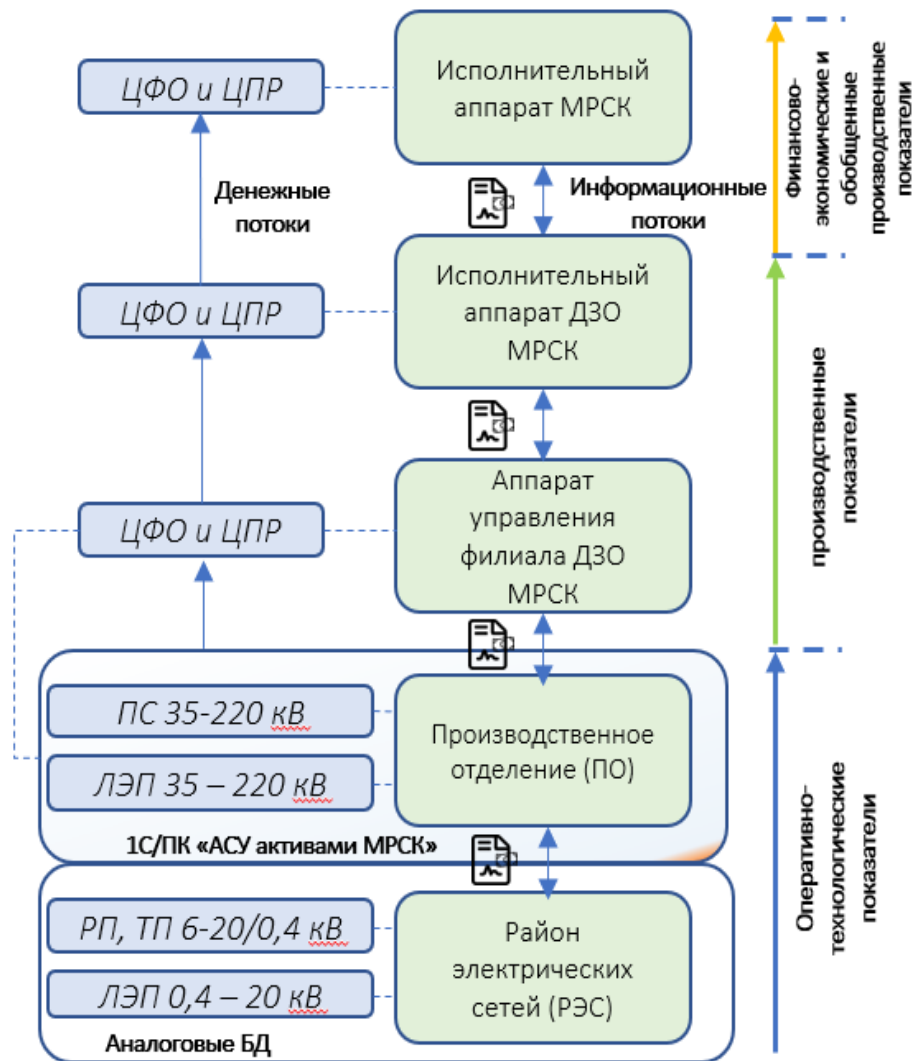 ЦФО и ЦПР
Исполнительный
аппарат МРСК
Финансово-
экономические и
обобщенные
производственные
показатели
Денежные
потоки
Информационные
потоки
ЦФО и ЦПР
Исполнительный
аппарат ДЗО
МРСК
производственные
показатели
ЦФО и ЦПР
Аппарат
управления
филиала ДЗО
МРСК
ПС 35-220 кВ
ЛЭП 35 – 220 кВ
Производственное
отделение (ПО)
1С/ПК «АСУ активами МРСК»
Оперативно-
технологические
показатели
РП, ТП 6-20/0,4 кВ
ЛЭП 0,4 – 20 кВ
Район
электрических
сетей (РЭС)
Аналоговые БД